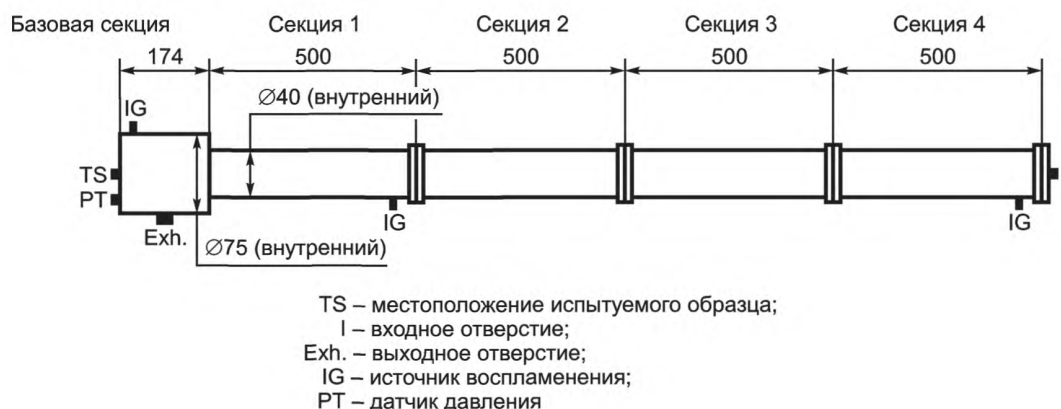 Базовая секция Секция 1 Секция 2 Секция 3 Секция 4
174 500 500 500 500
∅40 (внутренний)
IG
TS
PT
IG IG
Exh.
∅75 (внутренний)
TS – местоположение испытуемого образца;
I – входное отверстие;
Exh. – выходное отверстие;
IG – источник воспламенения;
PT – датчик давления